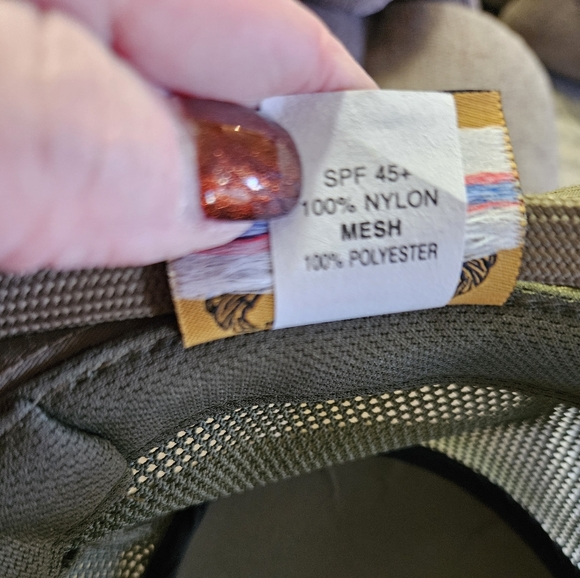 SPF 45+
100% NYLON
MESH
100% POLYESTER